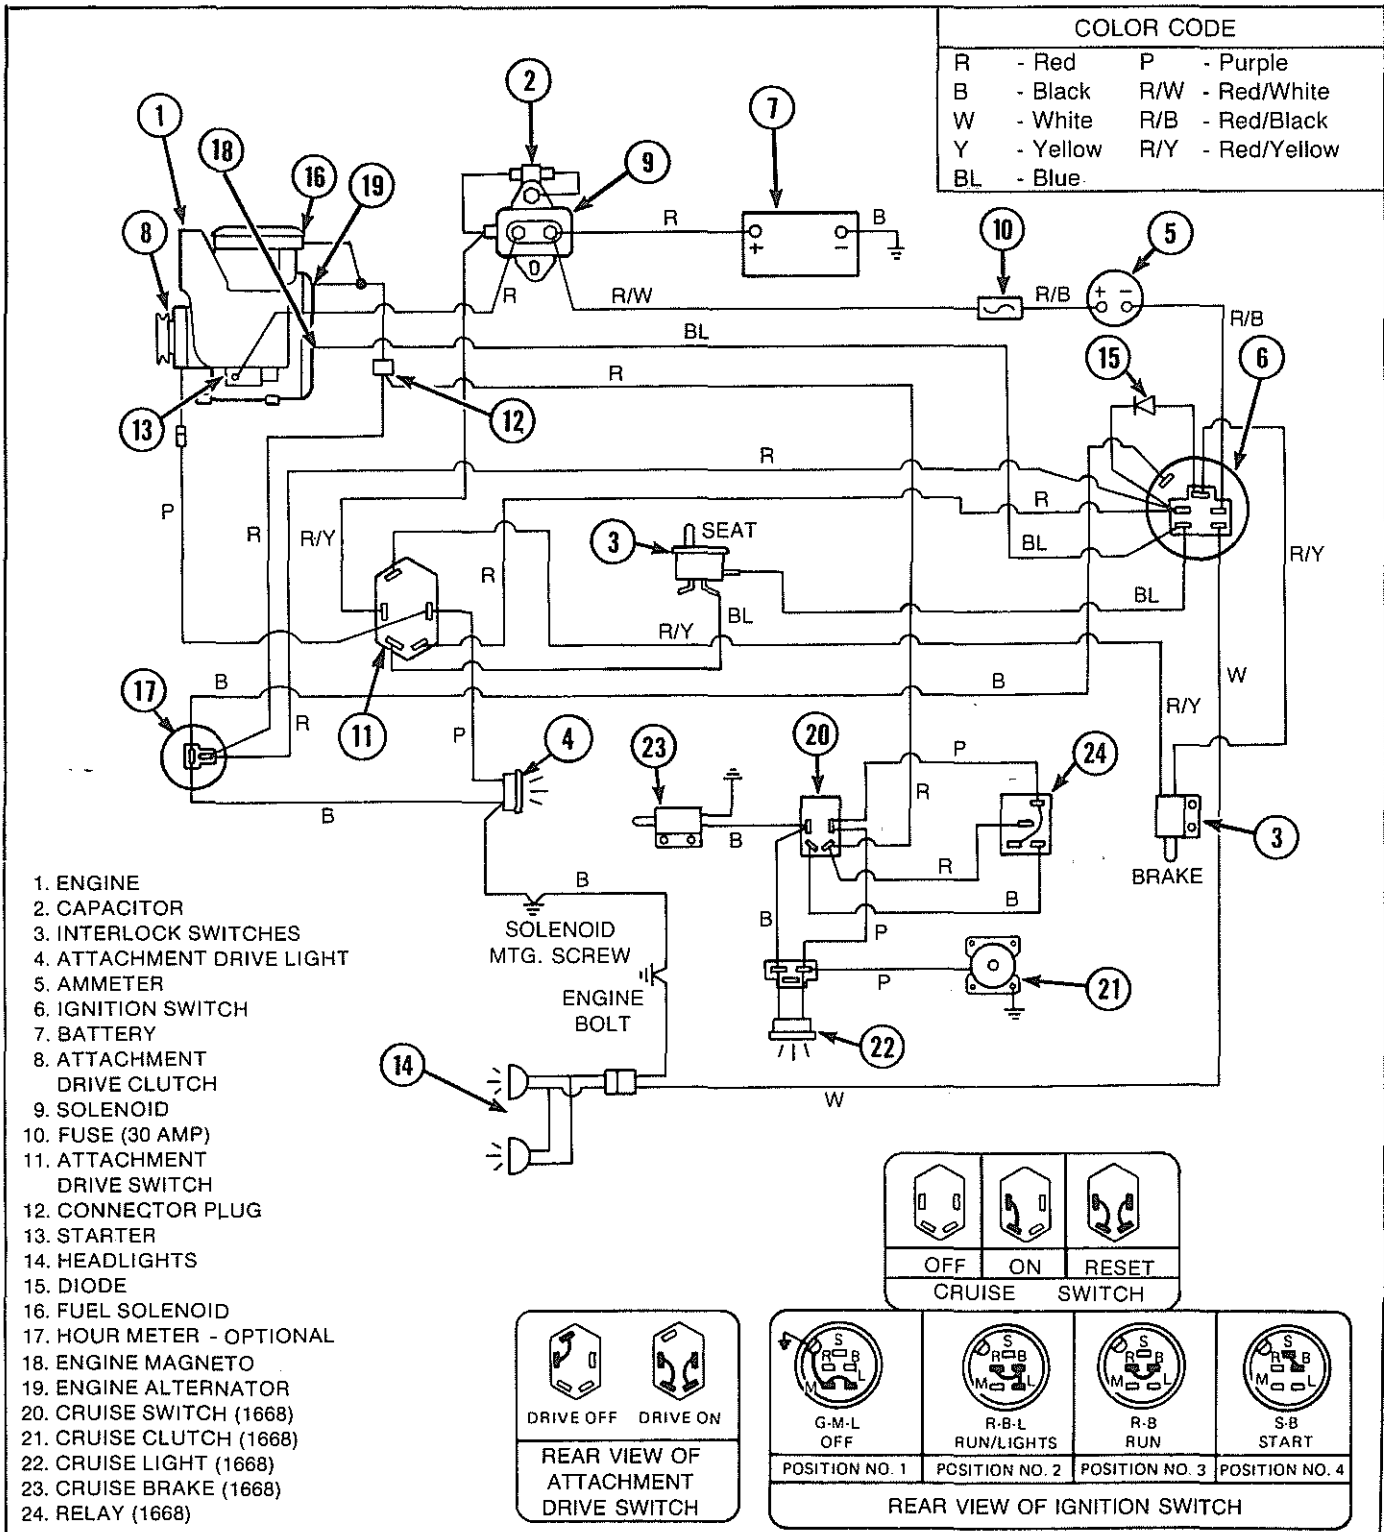 COLOR CODE
R - Red P - Purple
B - Black R/W - Red/White
W - White R/B - Red/Black
Y - Yellow R/Y - Red/Yellow
BL - Blue
2
1
7
18
16
19
9
8
10
5
R
B
+
−
R
R/W
R/B
+ −
R/B
BL
15
6
R
13
12
R
P
R
R/Y
R
R
3
SEAT
BL
R/Y
BL
BL
R/Y
B
B
W
17
R
11
P
4
R/Y
23
20
P
24
R
B
B
3
R
BRAKE
B
B
B
P
SOLENOID
MTG. SCREW
P
21
ENGINE
BOLT
22
14
W
1. ENGINE
2. CAPACITOR
3. INTERLOCK SWITCHES
4. ATTACHMENT DRIVE LIGHT
5. AMMETER
6. IGNITION SWITCH
7. BATTERY
8. ATTACHMENT
DRIVE CLUTCH
9. SOLENOID
10. FUSE (30 AMP)
11. ATTACHMENT
DRIVE SWITCH
12. CONNECTOR PLUG
13. STARTER
14. HEADLIGHTS
15. DIODE
16. FUEL SOLENOID
17. HOUR METER - OPTIONAL
18. ENGINE MAGNETO
19. ENGINE ALTERNATOR
20. CRUISE SWITCH (1668)
21. CRUISE CLUTCH (1668)
22. CRUISE LIGHT (1668)
23. CRUISE BRAKE (1668)
24. RELAY (1668)
OFF ON RESET
CRUISE SWITCH
DRIVE OFF DRIVE ON
REAR VIEW OF
ATTACHMENT
DRIVE SWITCH
S S S S
R B R B R B R B
M L M L M L M L
G-M-L R-B-L R-B S-B
OFF RUN/LIGHTS RUN START
POSITION NO. 1 POSITION NO. 2 POSITION NO. 3 POSITION NO. 4
REAR VIEW OF IGNITION SWITCH